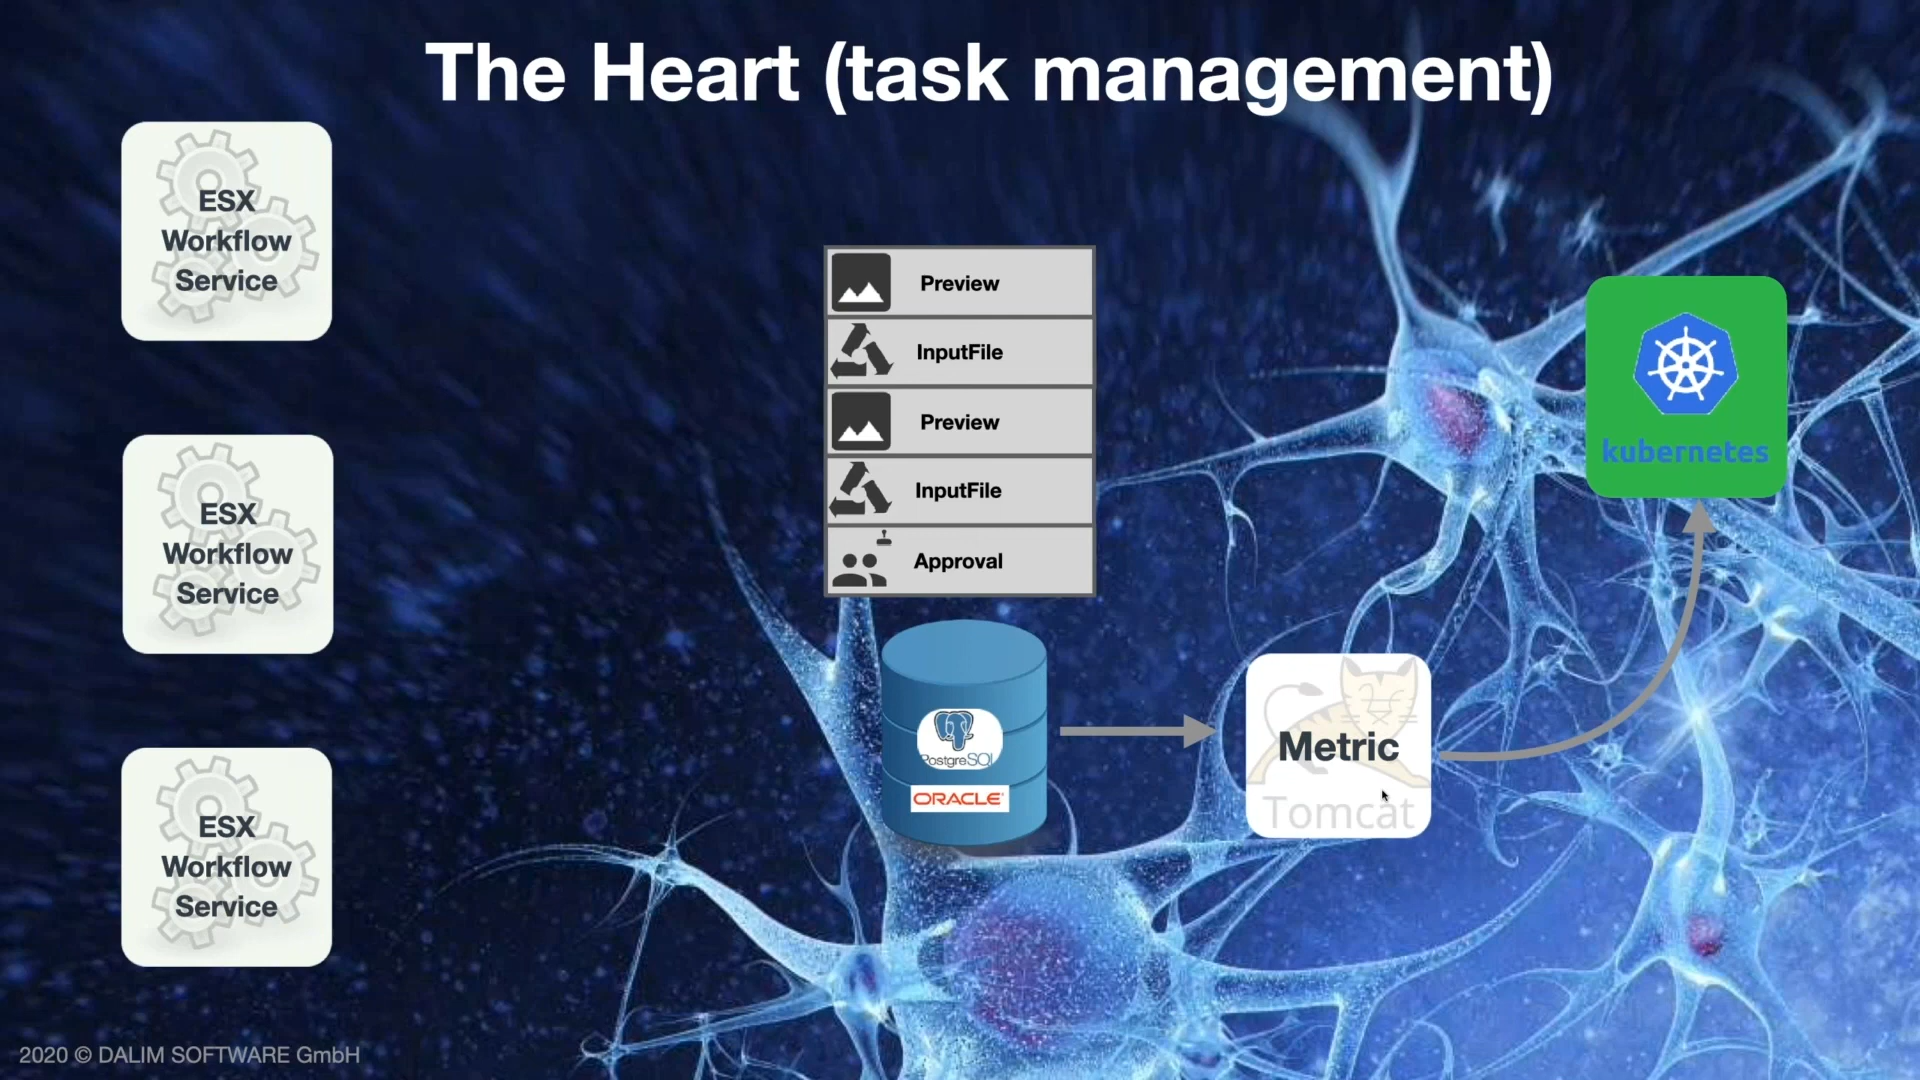 The Heart (task management)
ESX
Workflow
Service
ESX
Workflow
Service
ESX
Workflow
Service
Preview
InputFile
Preview
InputFile
Approval
PostgreSQL
ORACLE
Metric
Tomcat
kubernetes
2020 © DALIM SOFTWARE GmbH